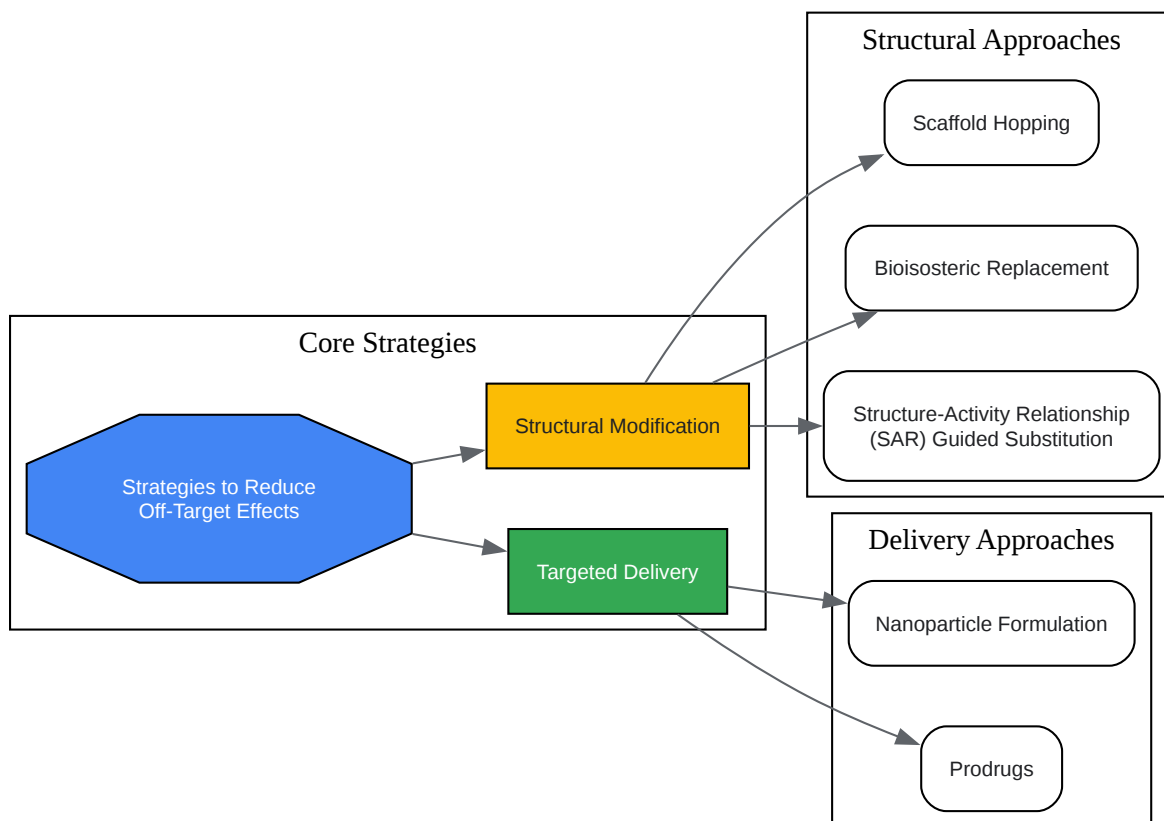 Structural Approaches
Scaffold Hopping
Bioisosteric Replacement
Structure-Activity Relationship
(SAR) Guided Substitution
Core Strategies
Structural Modification
Strategies to Reduce
Off-Target Effects
Targeted Delivery
Delivery Approaches
Nanoparticle Formulation
Prodrugs